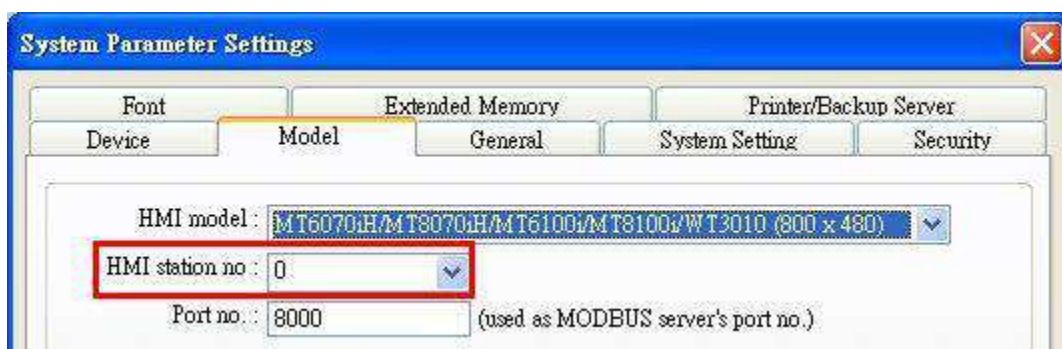 System Parameter Settings
Font Extended Memory Printer/Backup Server
Device Model General System Setting Security
HMI model : MT6070iH/MT8070iH/MT6100i/MT8100i/WT3010 (800 x 480)
HMI station no : 0
Port no. : 8000 (used as MODBUS server's port no.)